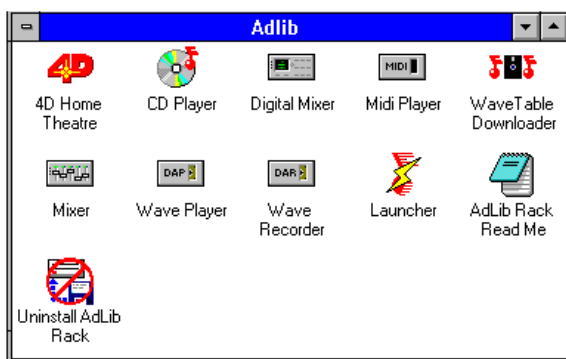 Adlib
4D
MIDI
4D Home
Theatre
CD Player
Digital Mixer
Midi Player
WaveTable
Downloader
DAP
DAR
Mixer
Wave Player
Wave
Recorder
Launcher
AdLib Rack
Read Me
Uninstall AdLib
Rack